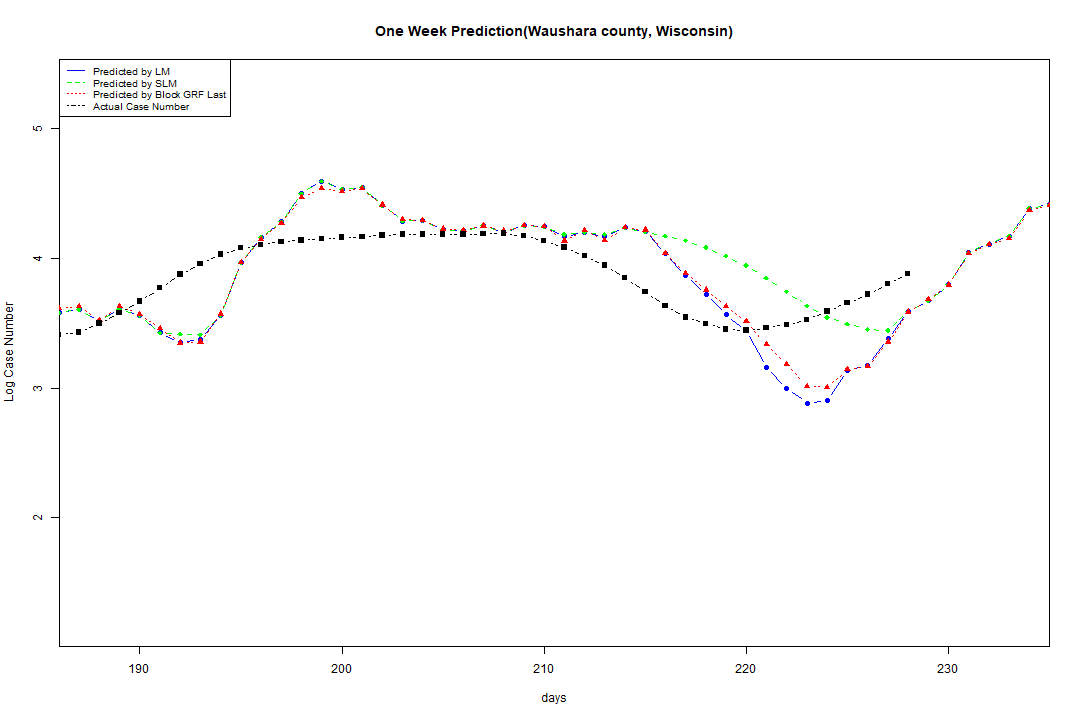 One Week Prediction(Waushara county, Wisconsin)
Predicted by LM
Predicted by SLM
Predicted by Block GRF Last
Actual Case Number
5
4
3
2
Log Case Number
190 200 210 220 230
days